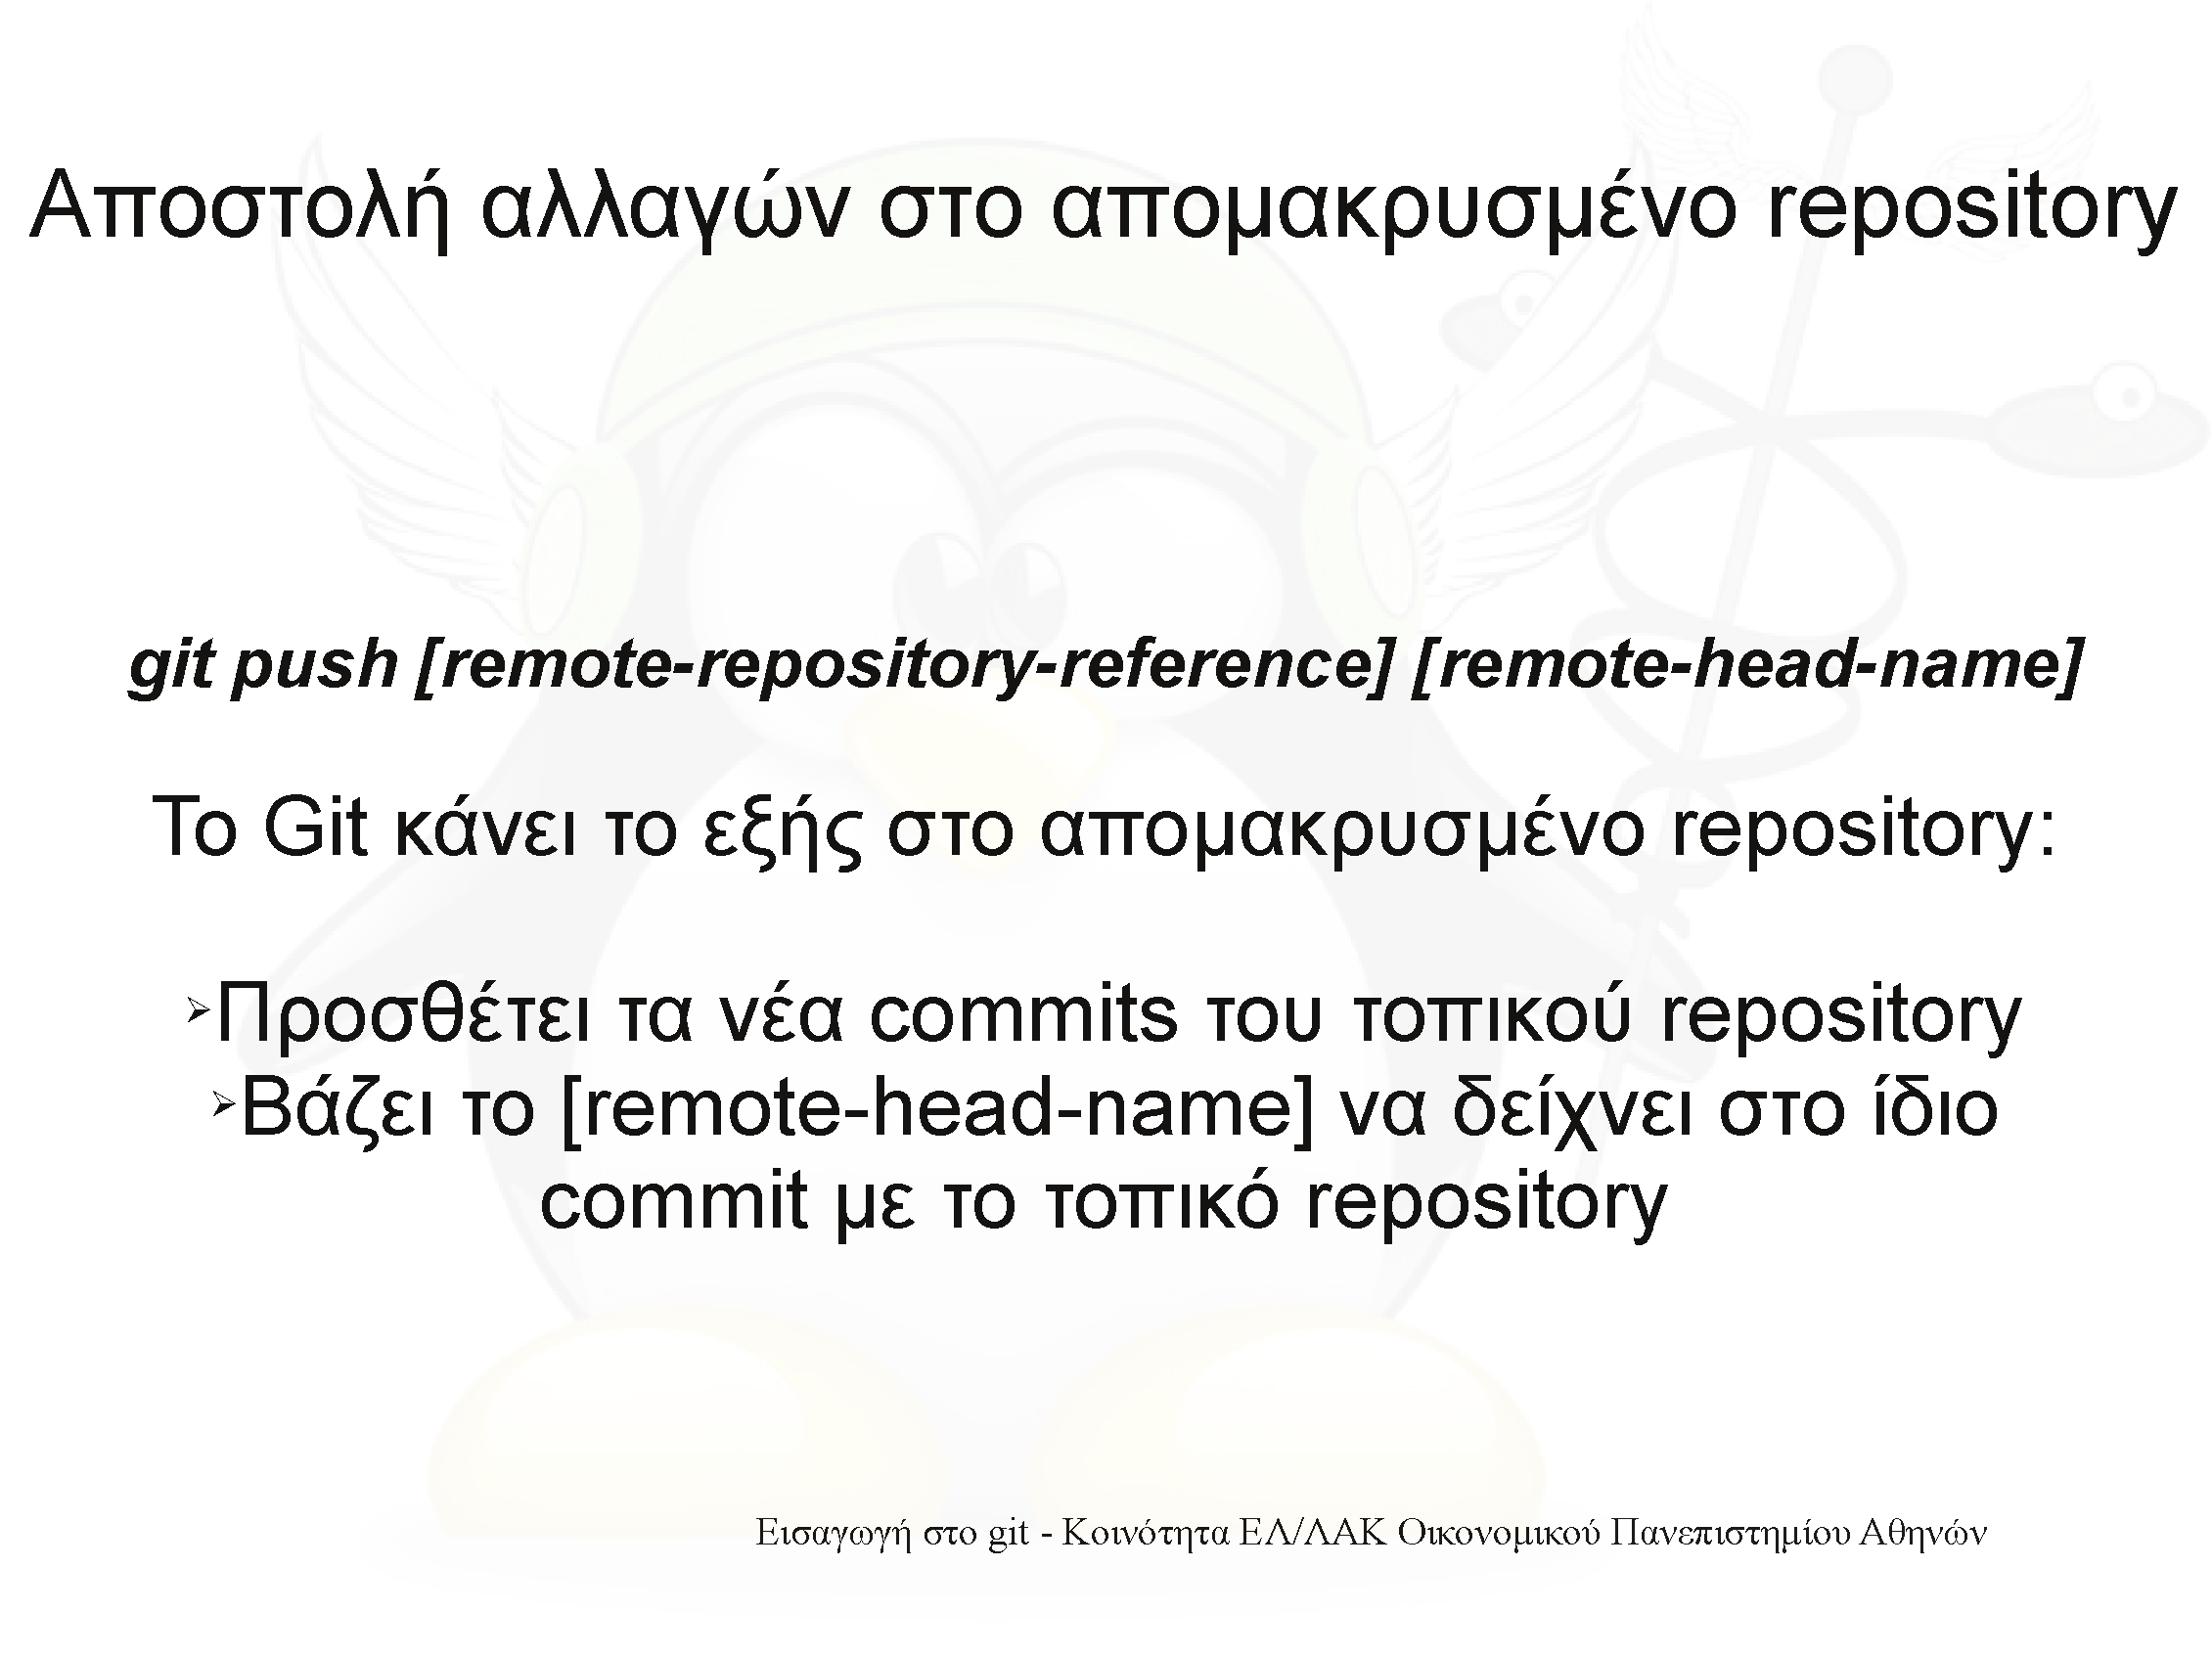 Αποστολή αλλαγών στο απομακρυσμένο repository
git push [remote-repository-reference] [remote-head-name]
Το Git κάνει το εξής στο απομακρυσμένο repository:
➢Προσθέτει τα νέα commits του τοπικού repository
➢Βάζει το [remote-head-name] να δείχνει στο ίδιο
commit με το τοπικό repository
Εισαγωγή στο git - Κοινότητα ΕΛ/ΛΑΚ Οικονομικού Πανεπιστημίου Αθηνών